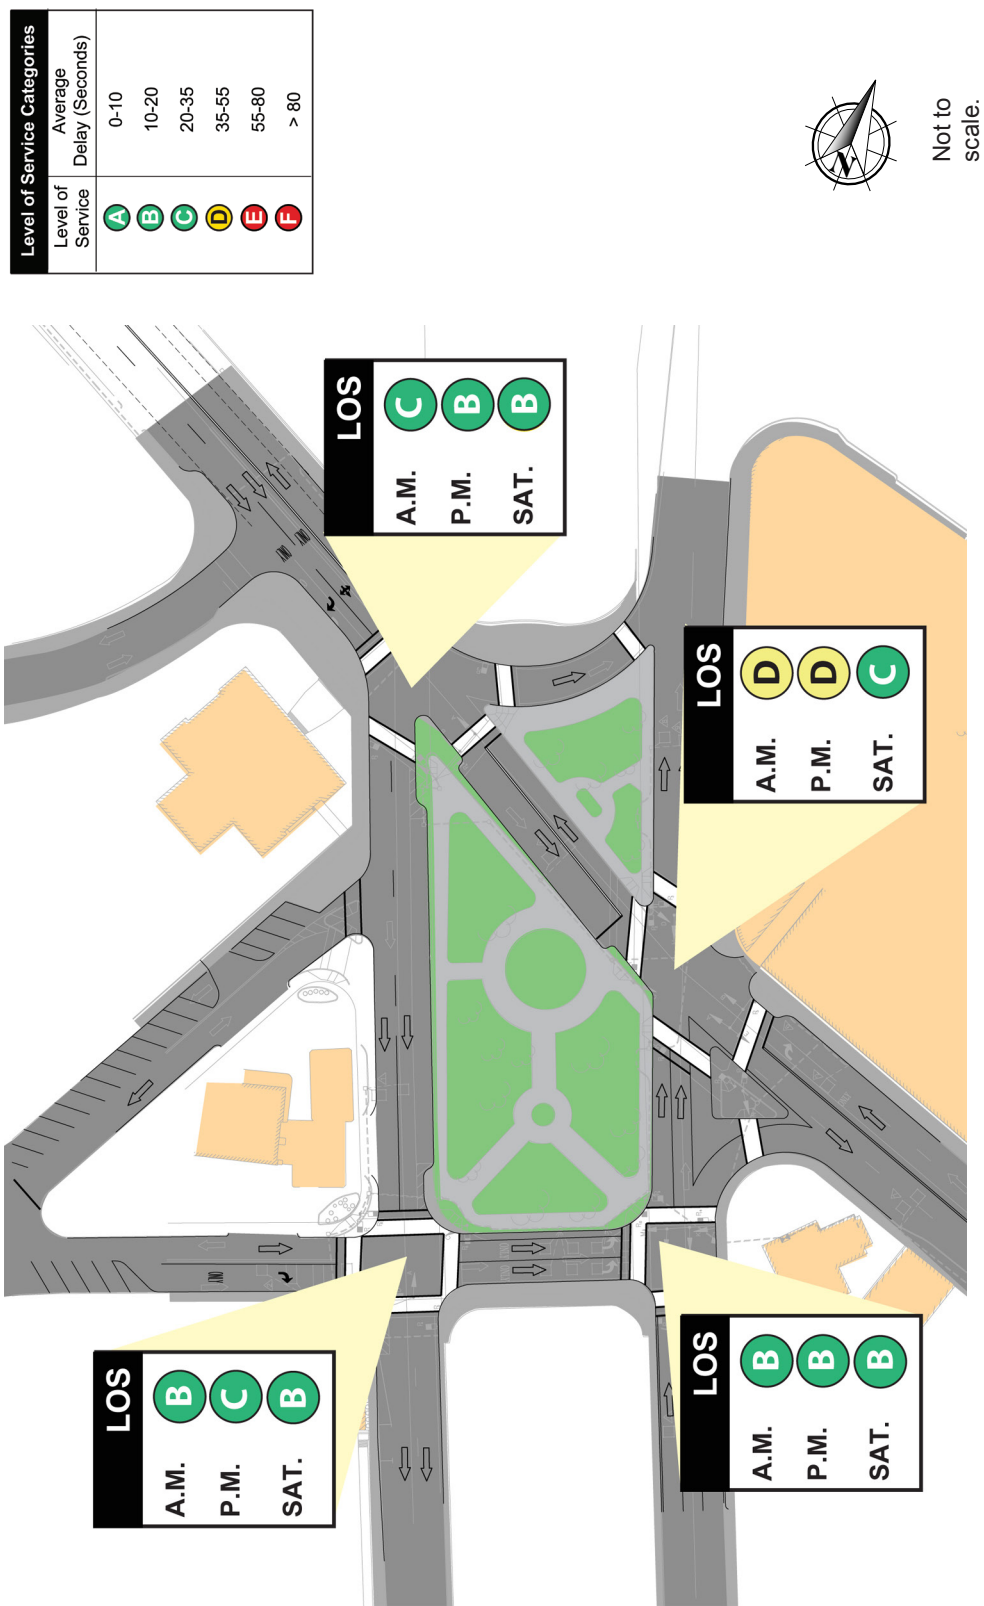 Level of Service Categories
Level of Service
Average Delay (Seconds)
A 0-10
B 10-20
C 20-35
D 35-55
E 55-80
F > 80
N
Not to
scale.
LOS
A.M. C
P.M. B
SAT. B
LOS
A.M. D
P.M. D
SAT. C
LOS
A.M. B
P.M. C
SAT. B
LOS
A.M. B
P.M. B
SAT. B
ONLY